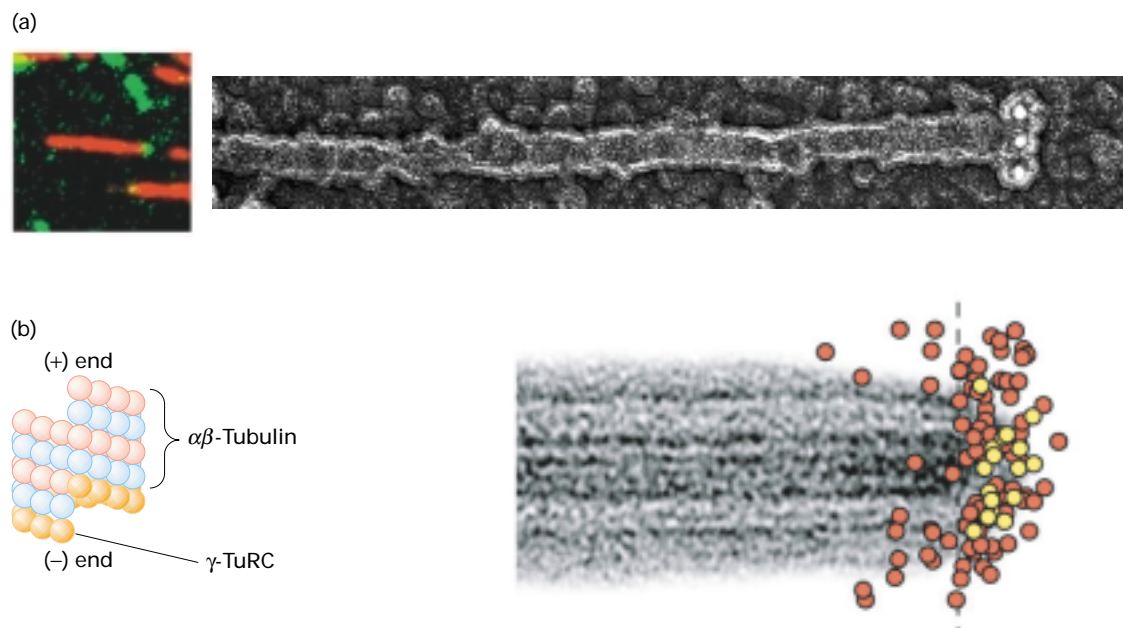 (a)
(b)
(+) end
αβ-Tubulin
(−) end
γ-TuRC